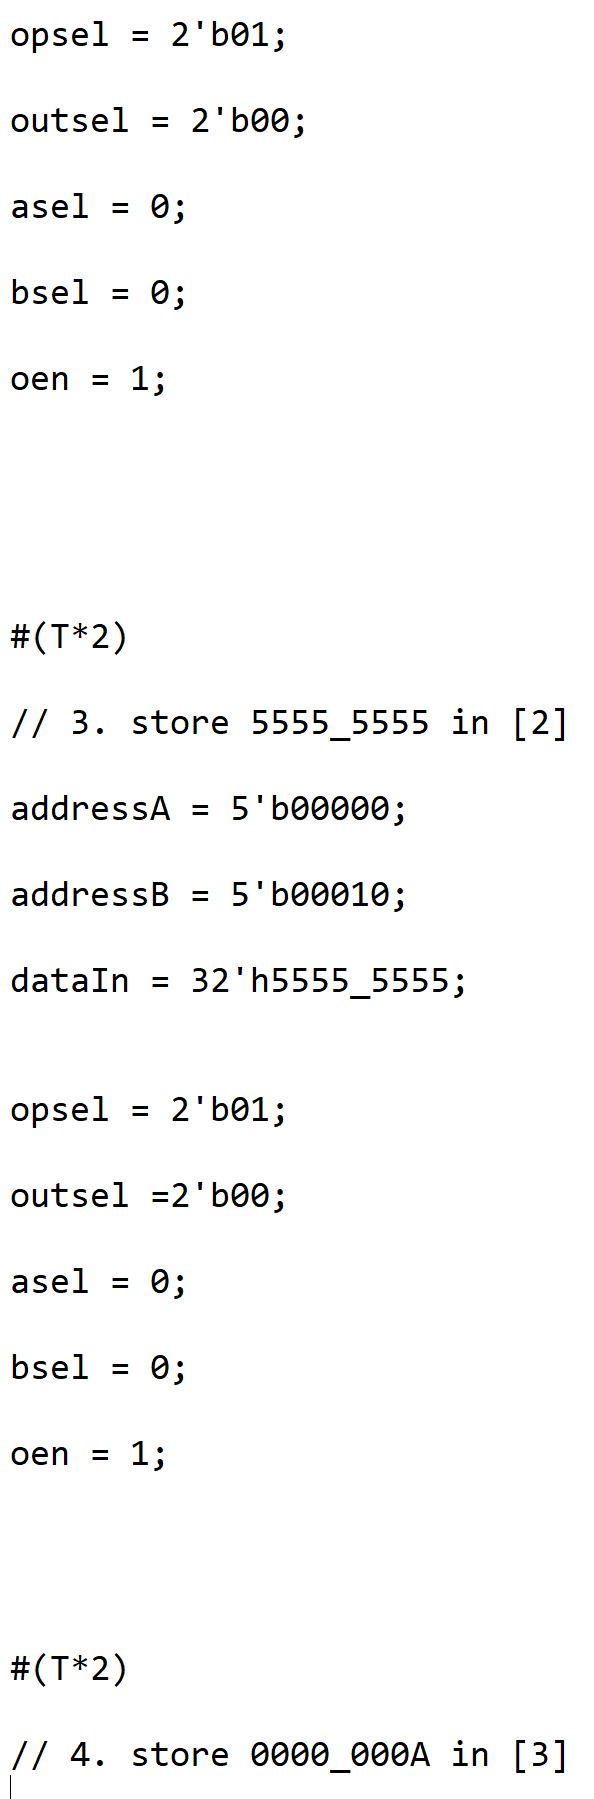 opsel = 2'b01;
outsel = 2'b00;
asel = 0;
bsel = 0;
oen = 1;
#(T*2)
// 3. store 5555_5555 in [2]
addressA = 5'b00000;
addressB = 5'b00010;
dataIn = 32'h5555_5555;
opsel = 2'b01;
outsel =2'b00;
asel = 0;
bsel = 0;
oen = 1;
#(T*2)
// 4. store 0000_000A in [3]